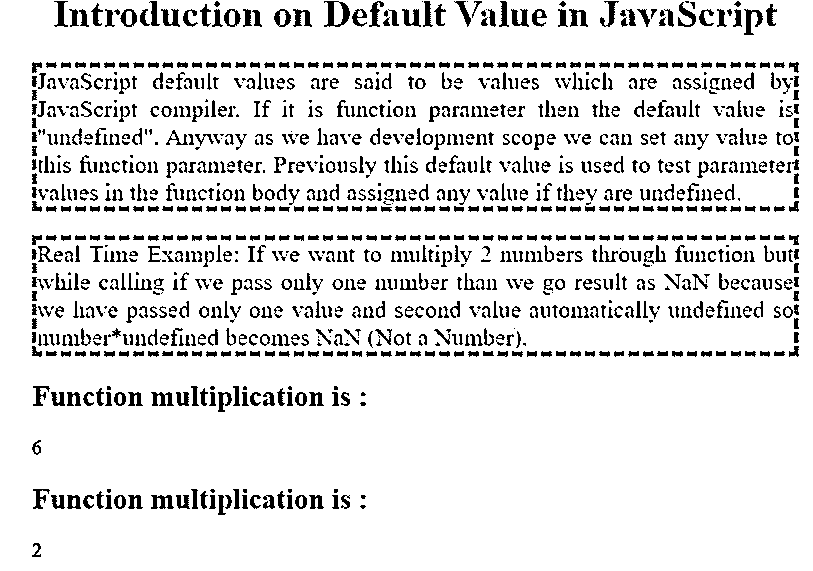 Introduction on Default Value in JavaScript
JavaScript default values are said to be values which are assigned by
JavaScript compiler. If it is function parameter then the default value is
"undefined". Anyway as we have development scope we can set any value to
this function parameter. Previously this default value is used to test parameter
values in the function body and assigned any value if they are undefined.
Real Time Example: If we want to multiply 2 numbers through function but
while calling if we pass only one number than we go result as NaN because
we have passed only one value and second value automatically undefined so
number*undefined becomes NaN (Not a Number).
Function multiplication is :
6
Function multiplication is :
2